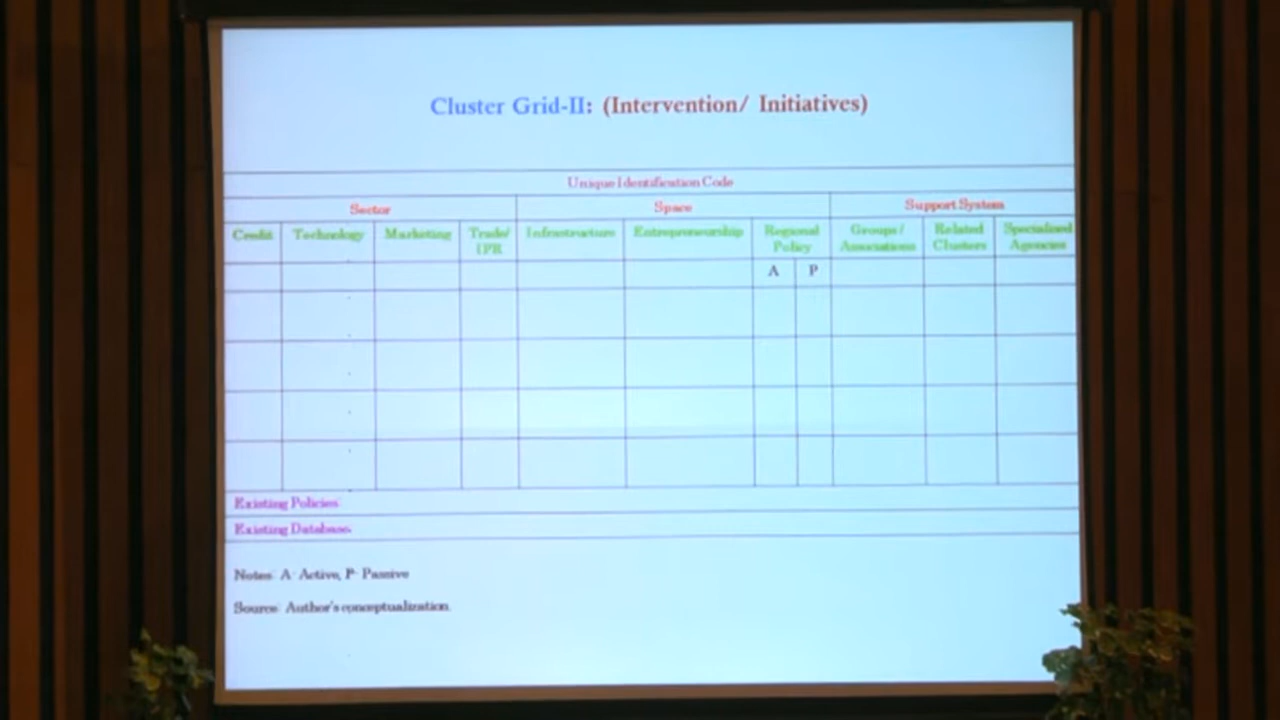 Cluster Grid-II: (Intervention/ Initiatives)
Unique Identification Code
Sector Space Support System
Credit Technology Marketing Trade/ IPR Infrastructure Entrepreneurship Regional Policy Groups/ Associations Related Clusters Specialised Agencies
A P
Existing Policies:
Existing Database:
Notes: A- Active, P- Passive
Source: Author's conceptualization.